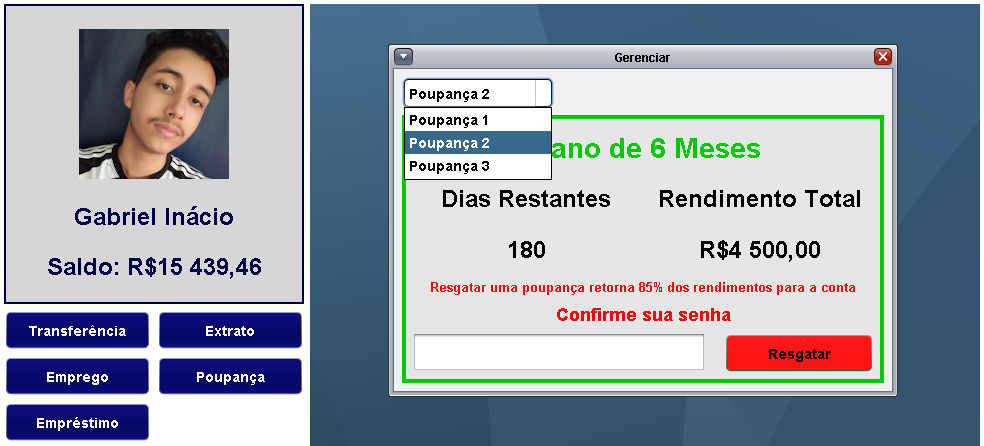 Gabriel Inácio
Saldo: R$15 439,46
Transferência
Extrato
Emprego
Poupança
Empréstimo
Gerenciar
Poupança 2
Poupança 1
Poupança 2
Poupança 3
ano de 6 Meses
Dias Restantes
Rendimento Total
180
R$4 500,00
Resgatar uma poupança retorna 85% dos rendimentos para a conta
Confirme sua senha
Resgatar